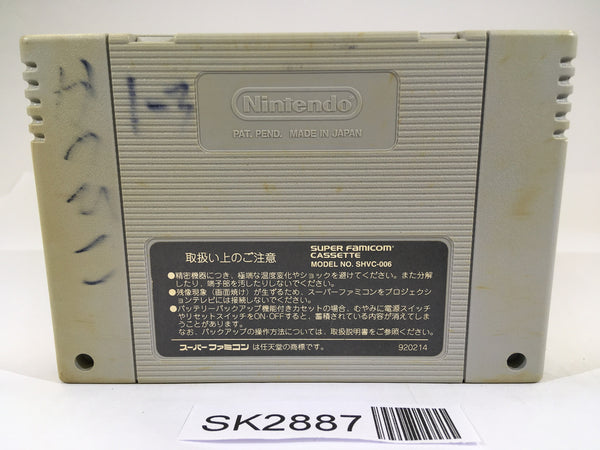 1-3
Nintendo
PAT. PEND. MADE IN JAPAN
取扱い上のご注意
SUPER FAMICOM
CASSETTE
MODEL NO. SHVC-006
●精密機器につき、極端な温度変化やショックを避けてください。また分解
したり、端子部を汚したりしないでください。
●残像現象（画面焼け）が生ずるため、スーパーファミコンをプロジェクシ
ョンテレビには接続しないでください。
●バッテリーバックアップ機能付きカセットの場合、むやみに電源スイッチ
やリセットスイッチをON・OFFすると、蓄積されている内容が消えてしま
うことがあります。
なお、バックアップの操作方法については、取扱説明書をご参照ください。
スーパーファミコン は任天堂の商標です。
920214
SK2887